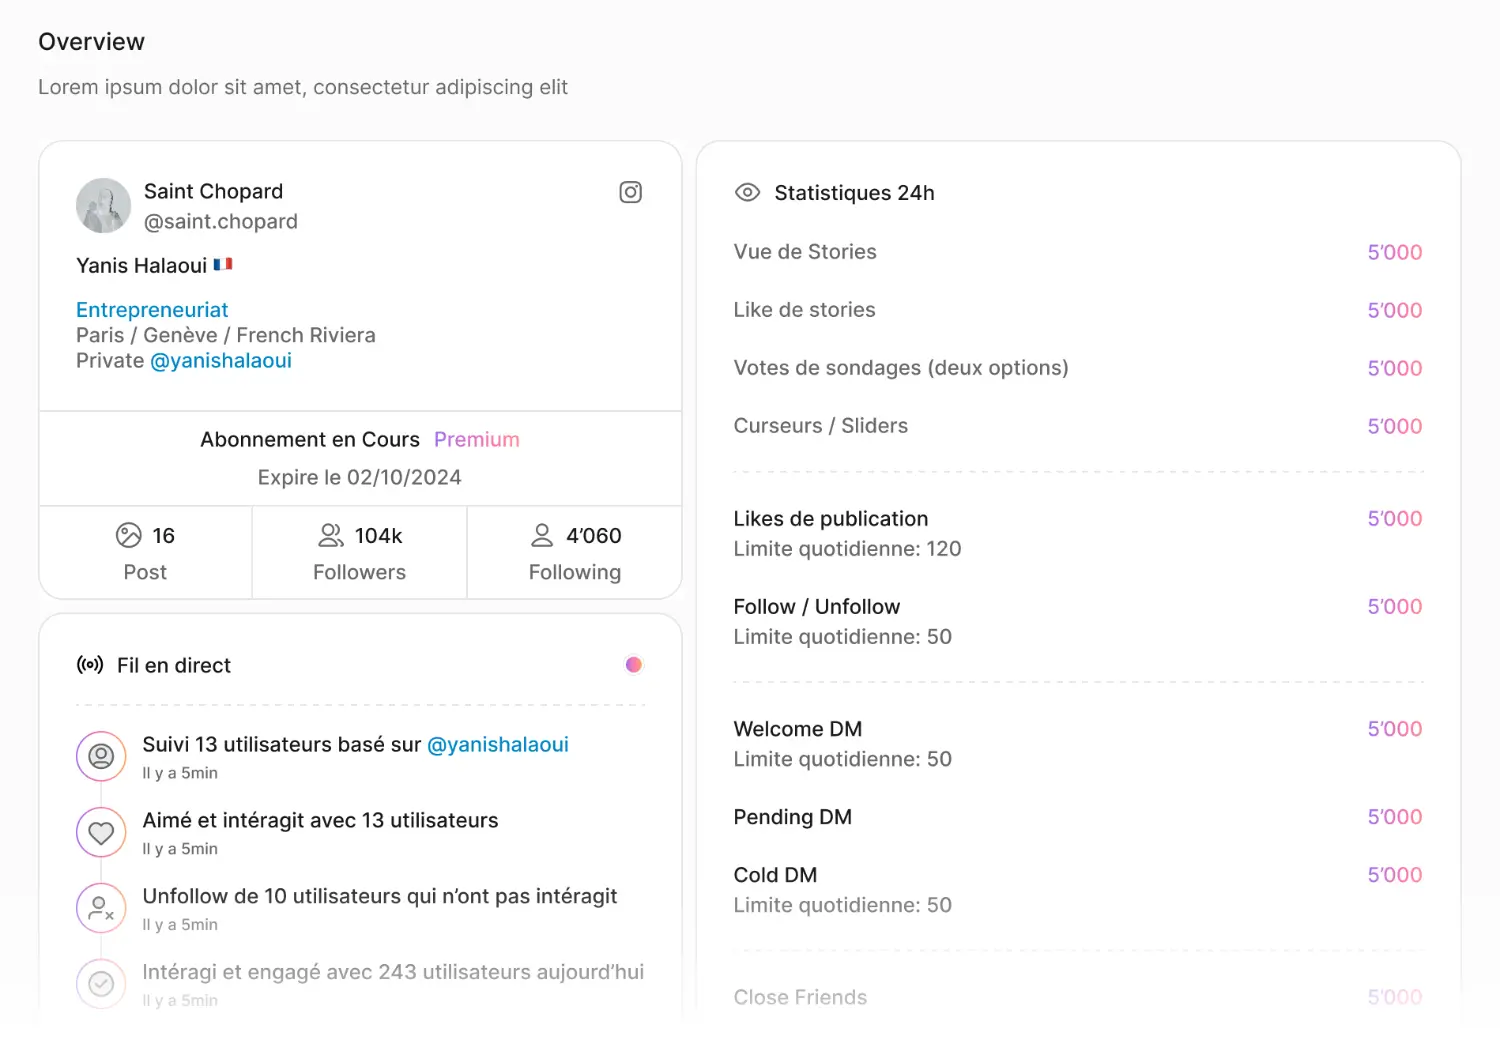 Overview
Lorem ipsum dolor sit amet, consectetur adipiscing elit
Saint Chopard
@saint.chopard
Yanis Halaoui 🇫🇷
Entrepreneuriat
Paris / Genève / French Riviera
Private @yanishalaoui
Abonnement en Cours Premium
Expire le 02/10/2024
16
Post
104k
Followers
4’060
Following
Fil en direct
Suivi 13 utilisateurs basé sur @yanishalaoui
Il y a 5min
Aimé et intéragit avec 13 utilisateurs
Il y a 5min
Unfollow de 10 utilisateurs qui n’ont pas intéragit
Il y a 5min
Intéragi et engagé avec 243 utilisateurs aujourd’hui
Il y a 5min
Statistiques 24h
Vue de Stories 5’000
Like de stories 5’000
Votes de sondages (deux options) 5’000
Curseurs / Sliders 5’000
Likes de publication 5’000
Limite quotidienne: 120
Follow / Unfollow 5’000
Limite quotidienne: 50
Welcome DM 5’000
Limite quotidienne: 50
Pending DM 5’000
Cold DM 5’000
Limite quotidienne: 50
Close Friends 5’000